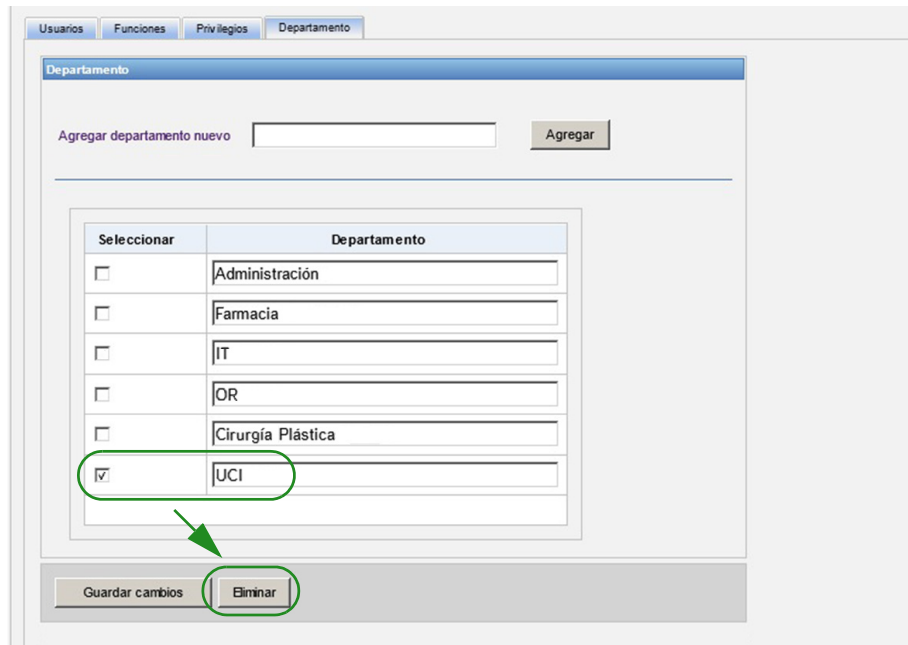 Usuarios Funciones Privilegios Departamento
Departamento
Agregar departamento nuevo Agregar
Seleccionar Departamento
Administración
Farmacia
IT
OR
Cirurgía Plástica
UCI
Guardar cambios Eliminar